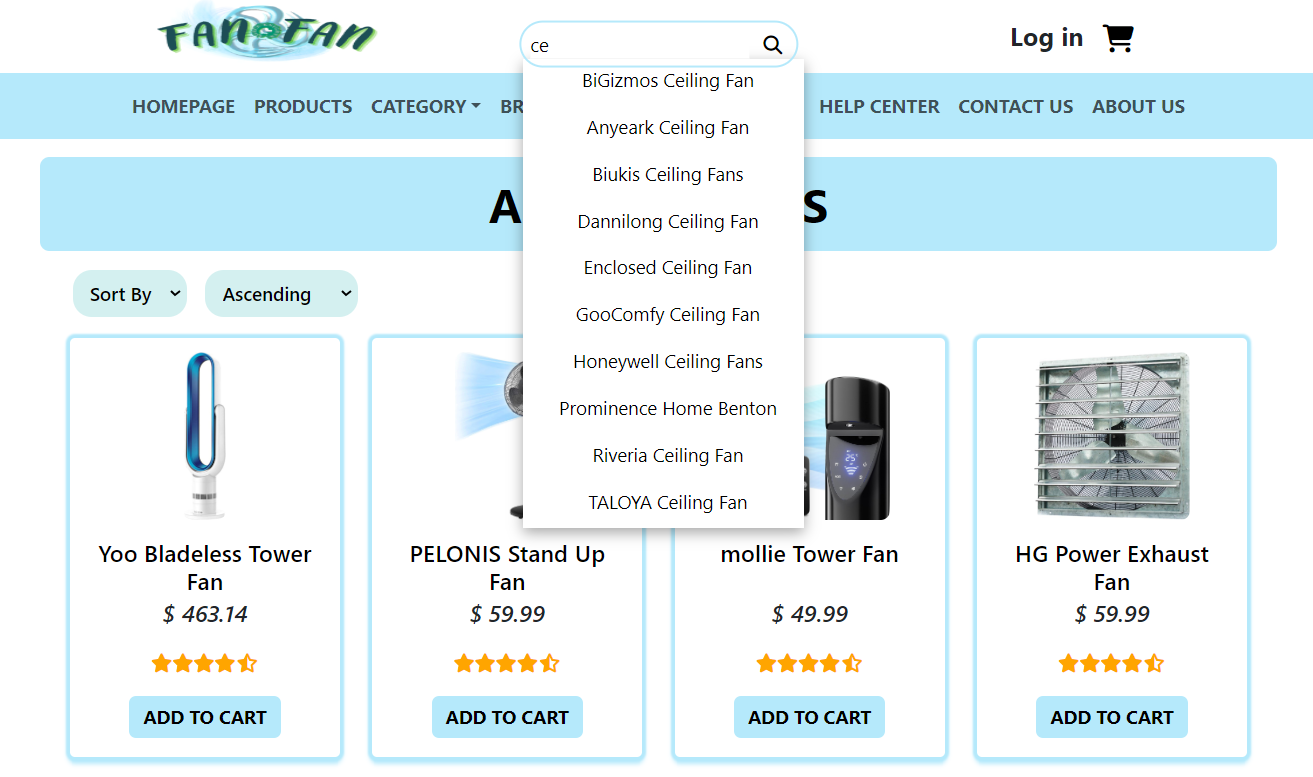 FAN FAN
ce
Log in
HOMEPAGE PRODUCTS CATEGORY BR HELP CENTER CONTACT US ABOUT US
BiGizmos Ceiling Fan
Anyeark Ceiling Fan
Biukis Ceiling Fans
Dannilong Ceiling Fan
Enclosed Ceiling Fan
GooComfy Ceiling Fan
Honeywell Ceiling Fans
Prominence Home Benton
Riveria Ceiling Fan
TALOYA Ceiling Fan
A S
Sort By Ascending
Yoo Bladeless Tower
Fan
$ 463.14
ADD TO CART
PELONIS Stand Up
Fan
$ 59.99
ADD TO CART
mollie Tower Fan
$ 49.99
ADD TO CART
HG Power Exhaust
Fan
$ 59.99
ADD TO CART